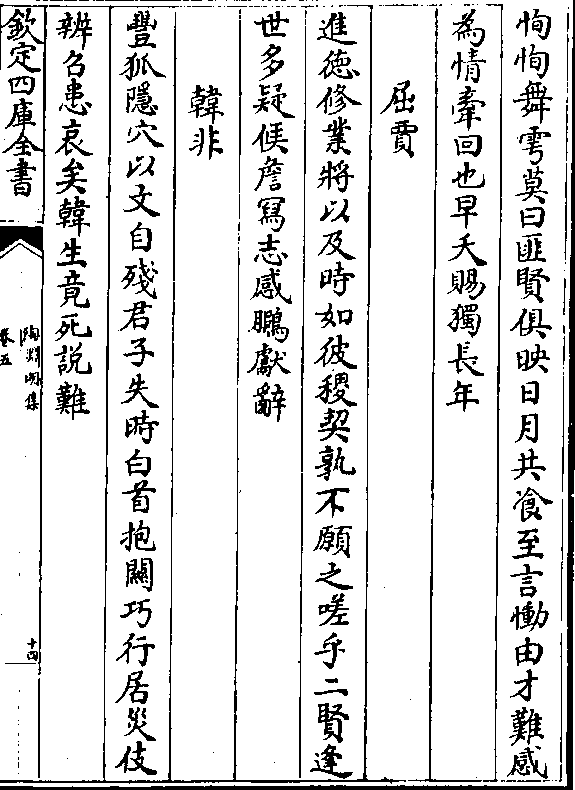 恂恂舞雩莫曰匪賢俱映日月共飡至言慟由才難感
為情牽回也早夭賜獨長年
屈賈
進徳修業將以及時如彼稷契孰不願之嗟乎二賢逢
世多疑候詹寫志感鵩獻辭
韓非
豐狐隱穴以文自殘君子失時白首抱關巧行居災伎
辨召患哀矣韓生竟死説難
欽定四庫全書
陶淵明集
卷五
十四